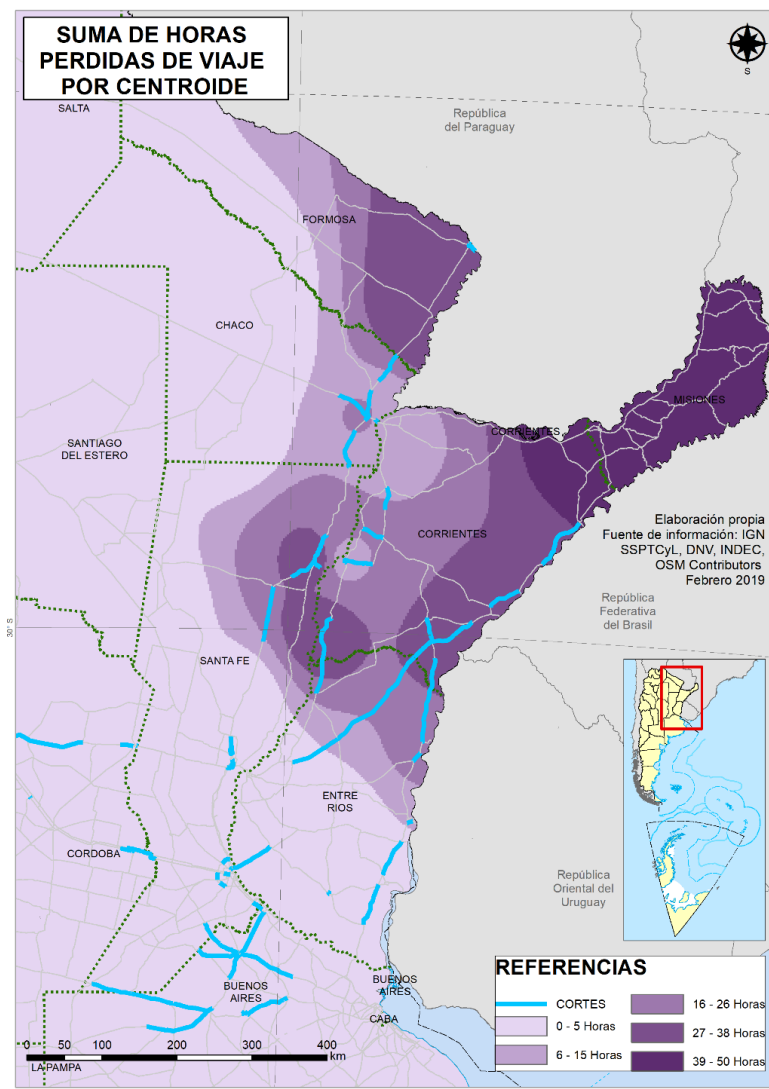 SUMA DE HORAS
PERDIDAS DE VIAJE
POR CENTROIDE
S
SALTA
República
del Paraguay
FORMOSA
CHACO
MISIONES
CORRIENTES
SANTIAGO
DEL ESTERO
CORRIENTES
Elaboración propia
Fuente de información: IGN
SSPTCyL, DNV, INDEC,
OSM Contributors
Febrero 2019
República
Federativa
del Brasil
30° S
SANTA FE
ENTRE
RIOS
CORDOBA
República
Oriental del
Uruguay
BUENOS
AIRES
BUENOS
AIRES
CABA
REFERENCIAS
CORTES
0 - 5 Horas
6 - 15 Horas
16 - 26 Horas
27 - 38 Horas
39 - 50 Horas
0 50 100 200 300 400
km
LA PAMPA